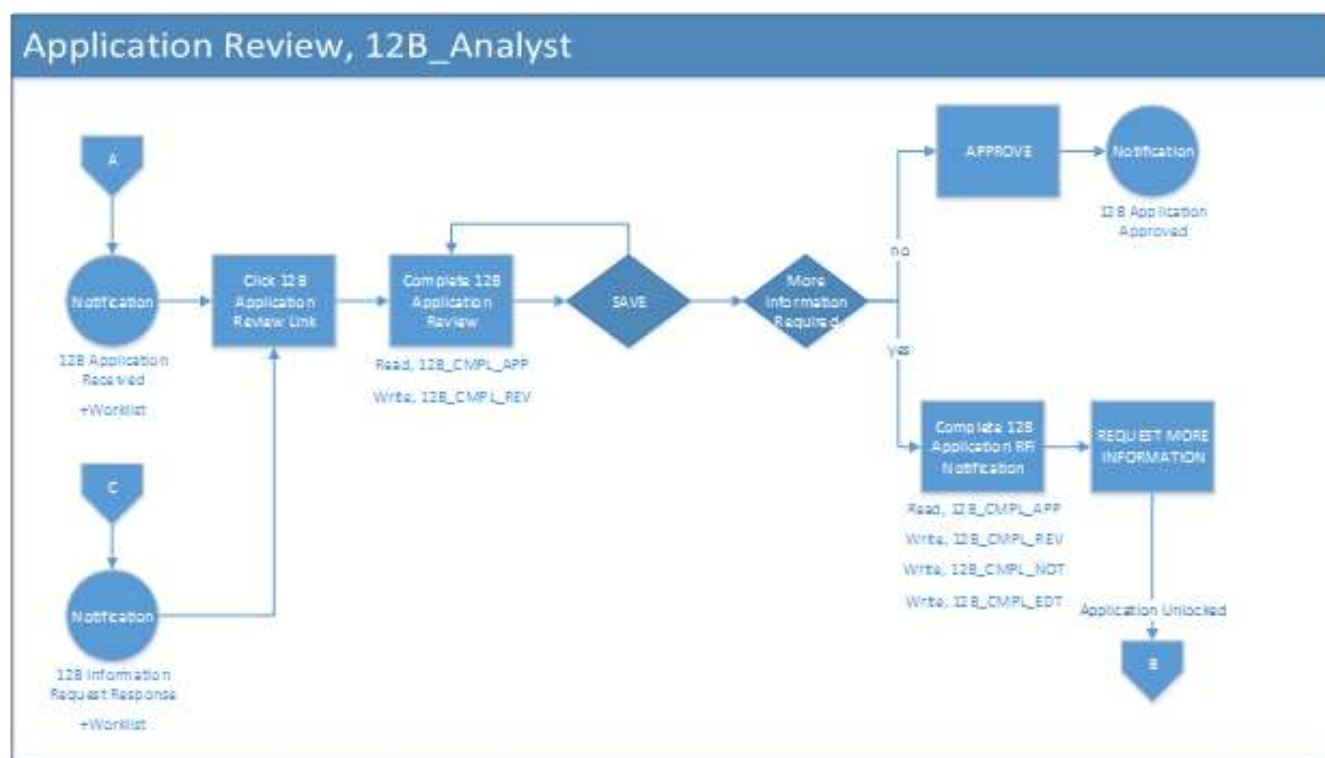 Application Review, 12B_Analyst
A
Notification
12B Application
Received
+Worklist
Click 12B
Application
Review Link
Complete 12B
Application
Review
Read, 12B_CMPL_APP
Write, 12B_CMPL_REV
SAVE
More
Information
Required
no
yes
APPROVE
Notification
12B Application
Approved
Complete 12B
Application RFI
Notification
Read, 12B_CMPL_APP
Write, 12B_CMPL_REV
Write, 12B_CMPL_NOT
Write, 12B_CMPL_EDT
REQUEST MORE
INFORMATION
Application Unlocked
B
C
Notification
12B Information
Request Response
+Worklist